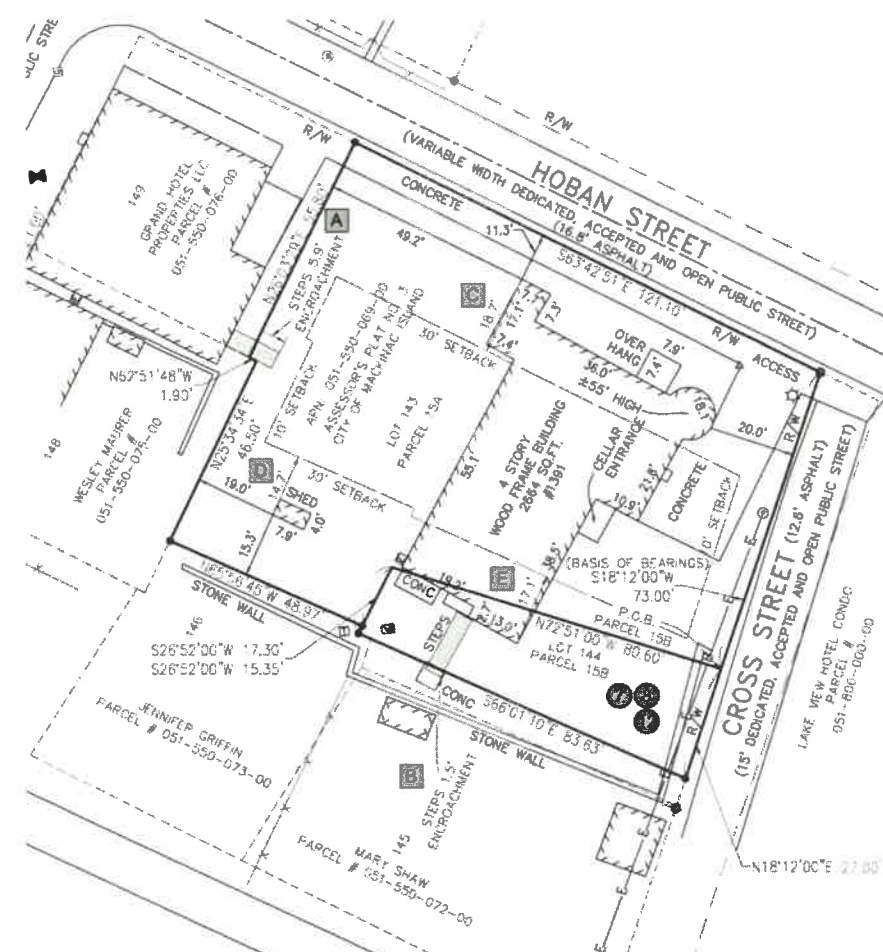 R/W
R/W
HOBAN STREET
(VARIABLE WIDTH DEDICATED, ACCEPTED AND OPEN PUBLIC STREET)
(16.8' ASPHALT)
S63°42'51"E 121.10'
R/W
ACCESS
CONCRETE
149
GRAND HOTEL
PROPERTIES LLC
PARCEL #
051-550-076-00
A
STEPS 5.9'
ENCROACHMENT
49.2'
11.3'
C
18.7'
17.1'
7.4'
7.3'
OVER
HANG
7.9'
7.4'
36.0'
±55' HIGH
18.1'
20.0'
R/W
10' SETBACK
APN: 051-550-069-00
ASSESSOR'S PLAT NO. 3
CITY OF MACKINAC ISLAND
30' SETBACK
LOT 143
PARCEL 15A
N62°51'48"W
1.90'
N25°34'34"E
46.50'
4 STORY
WOOD FRAME BUILDING
2664 SQ.FT.
#1391
CELLAR
ENTRANCE
55.1'
21.8'
10.9'
CONCRETE
0' SETBACK
148
WESLEY MAURER
PARCEL #
051-550-075-00
D
19.0'
SHED
30' SETBACK
7.9'
4.0'
15.3'
38.5'
(BASIS OF BEARINGS)
S18°12'00"W
73.00'
E
CONC
17.1'
13.0'
P.O.B.
PARCEL 15B
N72°51'00"W 80.60'
LOT 144
PARCEL 15B
CROSS STREET (12.6' ASPHALT)
(15' DEDICATED, ACCEPTED AND OPEN PUBLIC STREET)
LAKE VIEW HOTEL CONDO
PARCEL #
051-800-000-00
STONE WALL
146
S26°52'00"W 17.30'
S26°52'00"W 15.35'
STEPS
CONC
S66°01'10"E 83.63'
STONE WALL
R/W
JENNIFER GRIFFIN
PARCEL # 051-550-073-00
B
STEPS 1.5'
ENCROACHMENT
145
MARY SHAW
PARCEL # 051-550-072-00
N18°12'00"E 27.00'